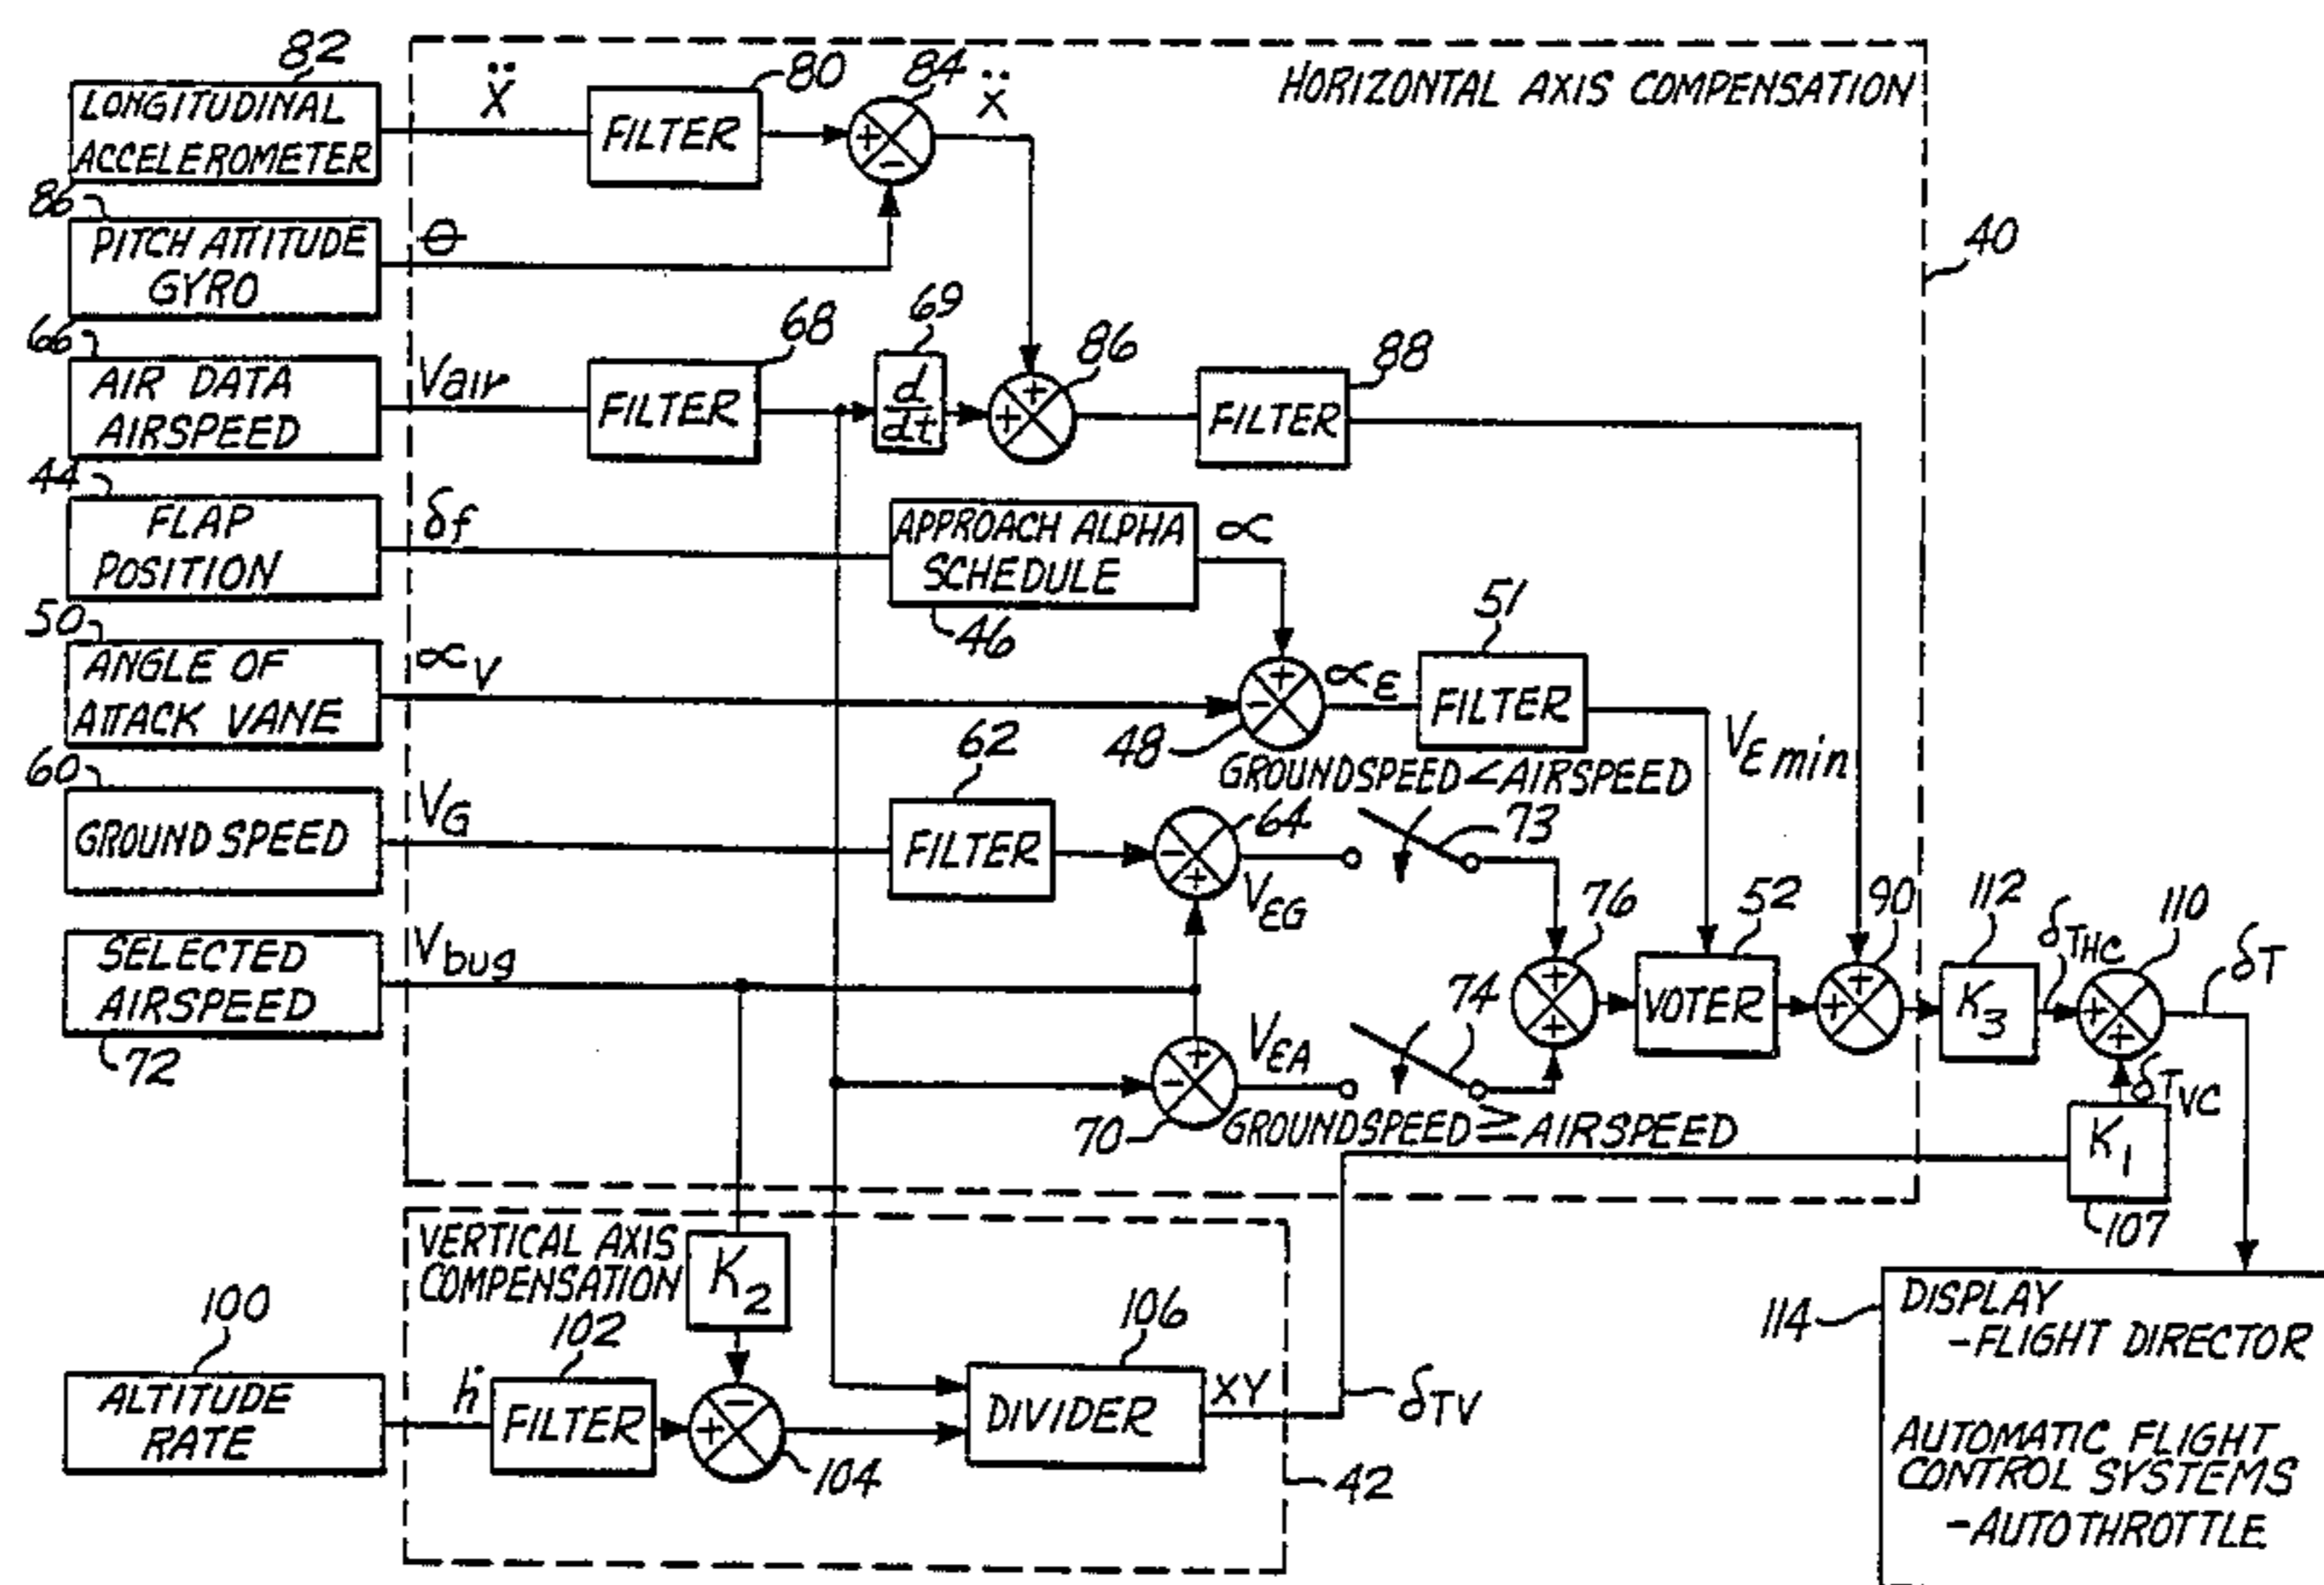 82
LONGITUDINAL
ACCELEROMETER
Ẍ
80
FILTER
84
+
−
ẍ
HORIZONTAL AXIS COMPENSATION
40
86
PITCH ATTITUDE
GYRO
θ
66
AIR DATA
AIRSPEED
Vair
68
FILTER
69
d
dt
+
+
86
88
FILTER
44
FLAP
POSITION
δf
APPROACH ALPHA
SCHEDULE
46
∝
50
ANGLE OF
ATTACK VANE
∝V
+
−
48
∝ε
51
FILTER
VEmin
GROUNDSPEED<AIRSPEED
60
GROUND SPEED
VG
62
FILTER
−
+
64
VEG
73
SELECTED
AIRSPEED
72
Vbug
+
−
70
VEA
74
GROUNDSPEED≥AIRSPEED
+
+
76
52
VOTER
+
+
90
112
K3
δTHC
+
+
110
δT
δTVC
K1
107
VERTICAL AXIS
COMPENSATION
K2
100
ALTITUDE
RATE
ḣ
102
FILTER
−
+
104
106
DIVIDER
XY
δTV
42
114
DISPLAY
-FLIGHT DIRECTOR
AUTOMATIC FLIGHT
CONTROL SYSTEMS
-AUTOTHROTTLE